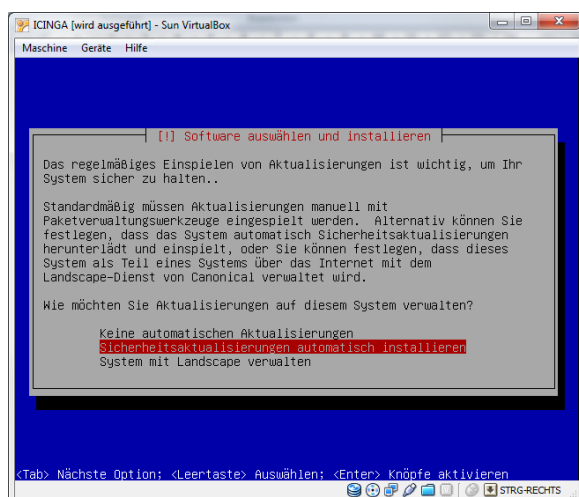 ICINGA [wird ausgeführt] - Sun VirtualBox
Maschine Geräte Hilfe
[!] Software auswählen und installieren
Das regelmäßiges Einspielen von Aktualisierungen ist wichtig, um Ihr
System sicher zu halten..
Standardmäßig müssen Aktualisierungen manuell mit
Paketverwaltungswerkzeuge eingespielt werden. Alternativ können Sie
festlegen, dass das System automatisch Sicherheitsaktualisierungen
herunterlädt und einspielt, oder Sie können festlegen, dass dieses
System als Teil eines Systems über das Internet mit dem
Landscape-Dienst von Canonical verwaltet wird.
Wie möchten Sie Aktualisierungen auf diesem System verwalten?
Keine automatischen Aktualisierungen
Sicherheitsaktualisierungen automatisch installieren
System mit Landscape verwalten
<Tab> Nächste Option; <Leertaste> Auswählen; <Enter> Knöpfe aktivieren
STRG-RECHTS